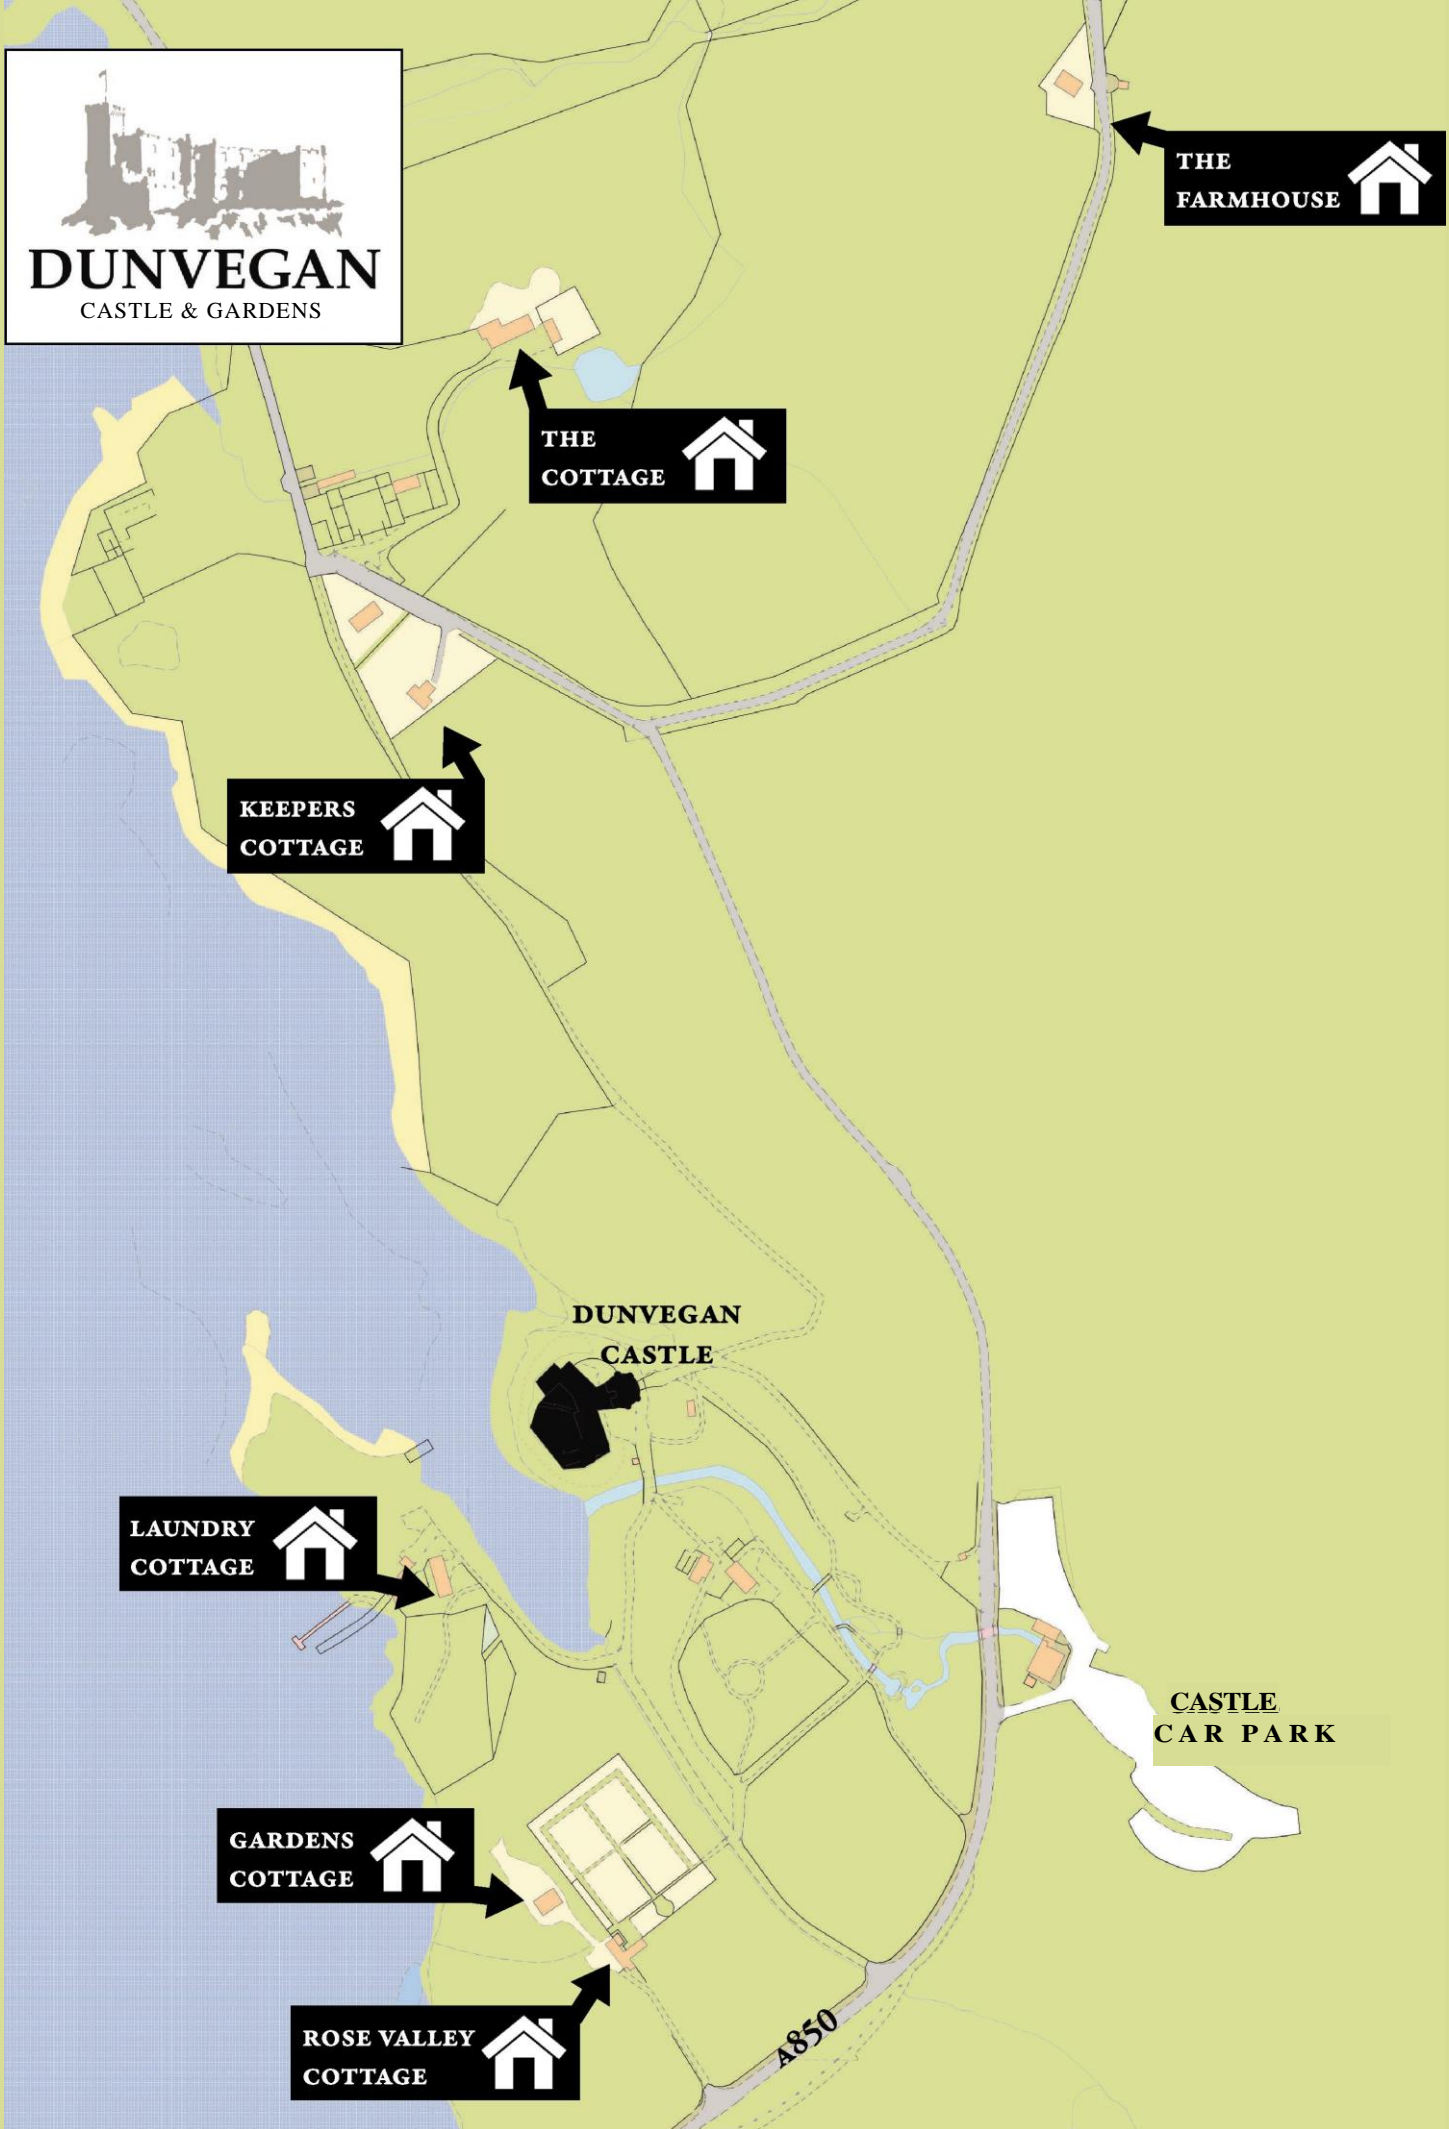 DUNVEGAN
CASTLE & GARDENS
THE
FARMHOUSE
THE
COTTAGE
KEEPERS
COTTAGE
DUNVEGAN
CASTLE
LAUNDRY
COTTAGE
CASTLE
CAR PARK
GARDENS
COTTAGE
ROSE VALLEY
COTTAGE
A850